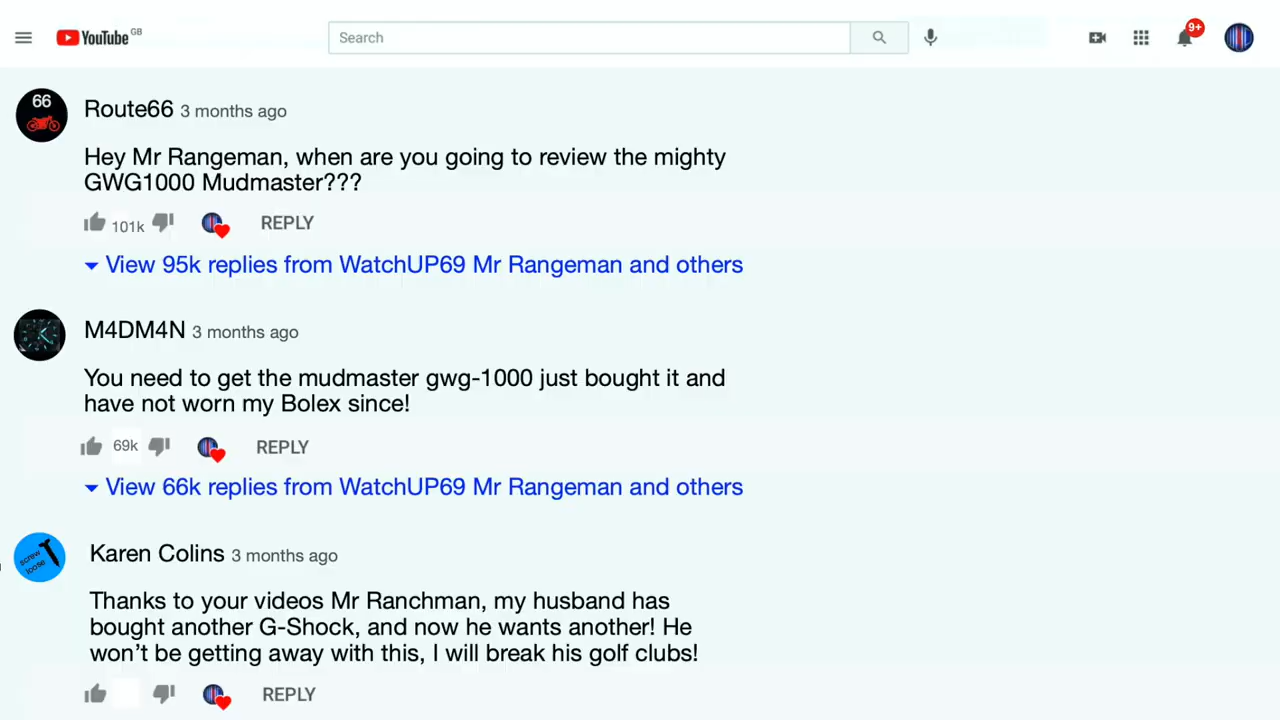 YouTube GB
Search
9+
66
Route66 3 months ago
Hey Mr Rangeman, when are you going to review the mighty
GWG1000 Mudmaster???
101k
REPLY
View 95k replies from WatchUP69 Mr Rangeman and others
M4DM4N 3 months ago
You need to get the mudmaster gwg-1000 just bought it and
have not worn my Bolex since!
69k
REPLY
View 66k replies from WatchUP69 Mr Rangeman and others
screw
loose
Karen Colins 3 months ago
Thanks to your videos Mr Ranchman, my husband has
bought another G-Shock, and now he wants another! He
won’t be getting away with this, I will break his golf clubs!
REPLY